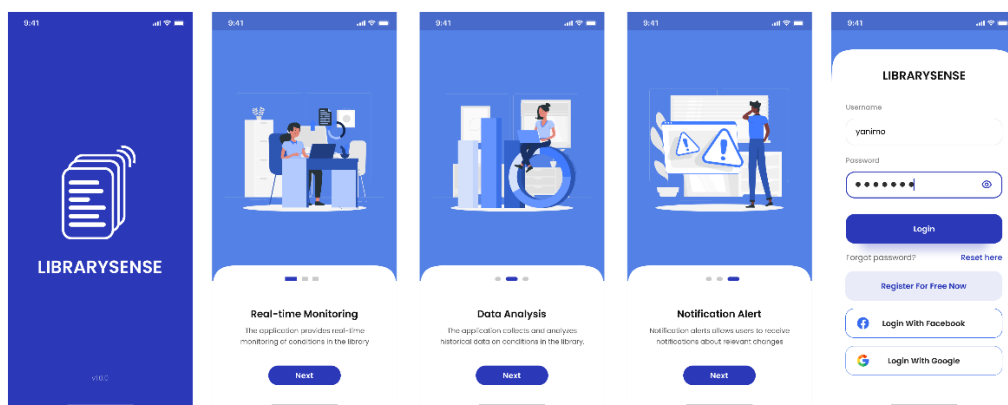 9:41
LIBRARYSENSE
v1.0.0
9:41
Real-time Monitoring
The application provides real-time
monitoring of conditions in the library
Next
9:41
Data Analysis
The application collects and analyzes
historical data on conditions in the library.
Next
9:41
Notification Alert
Notification alerts allows users to receive
notifications about relevant changes
Next
9:41
LIBRARYSENSE
Username
yanimo
Password
Login
Forgot password? Reset here
Register For Free Now
Login With Facebook
Login With Google